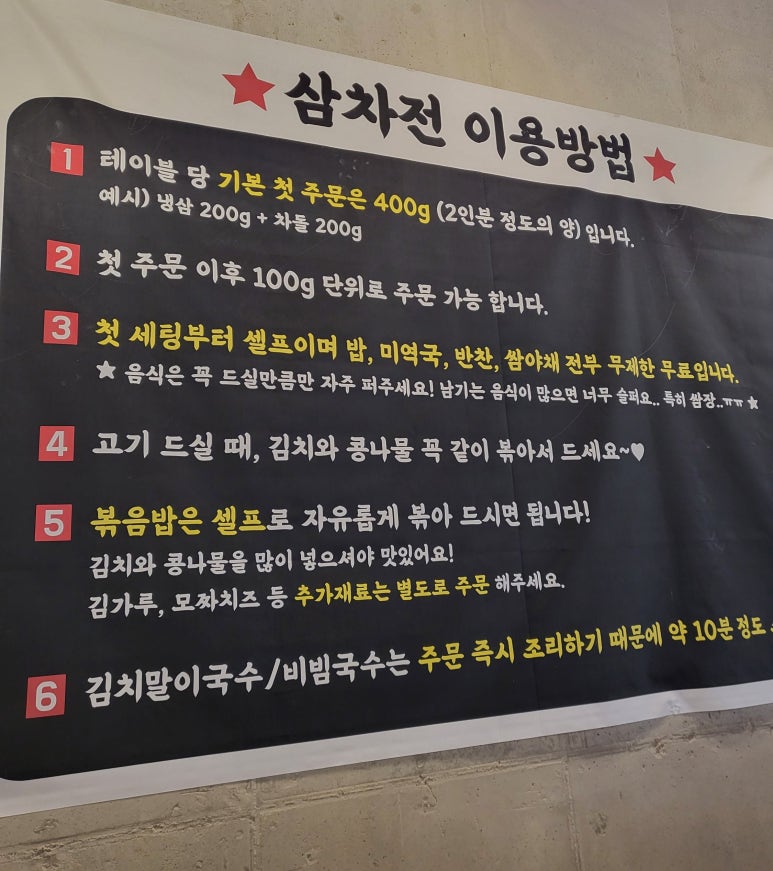 ★삼차전 이용방법★
1 테이블 당 기본 첫 주문은 400g (2인분 정도의 양) 입니다.
예시) 냉삼 200g + 차돌 200g
2 첫 주문 이후 100g 단위로 주문 가능 합니다.
3 첫 세팅부터 셀프이며 밥, 미역국, 반찬, 쌈야채 전부 무제한 무료입니다.
★ 음식은 꼭 드실만큼만 자주 퍼주세요! 남기는 음식이 많으면 너무 슬퍼요.. 특히 쌈장..ㅠㅠ ★
4 고기 드실 때, 김치와 콩나물 꼭 같이 볶아서 드세요~♥
5 볶음밥은 셀프로 자유롭게 볶아 드시면 됩니다!
김치와 콩나물을 많이 넣으셔야 맛있어요!
김가루, 모짜치즈 등 추가재료는 별도로 주문 해주세요.
6 김치말이국수/비빔국수는 주문 즉시 조리하기 때문에 약 10분 정도